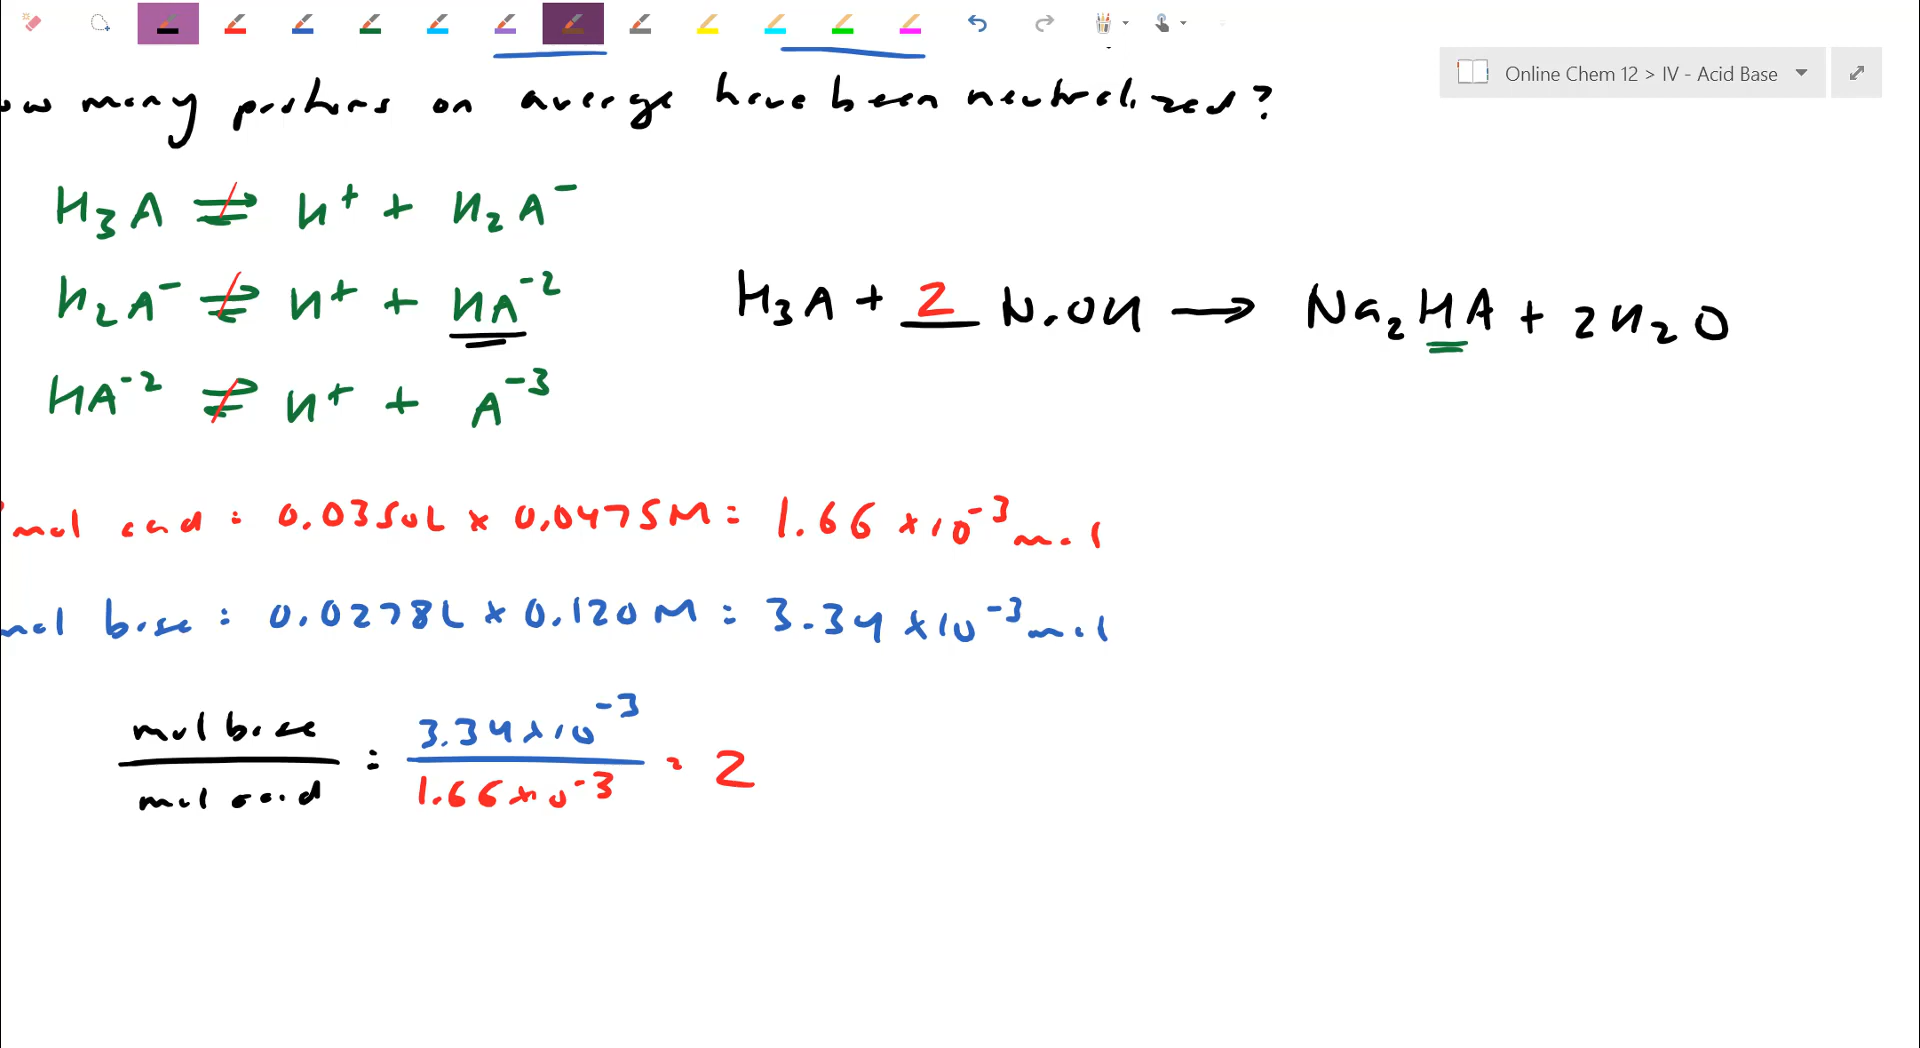 Online Chem 12 > IV - Acid Base
ow many protons on average have been neutralized?
H₃A ⇌ H⁺ + H₂A⁻
H₂A⁻ ⇌ H⁺ + HA⁻²
HA⁻² ⇌ H⁺ + A⁻³
H₃A + 2 NaOH → Na₂HA + 2H₂O
mol acid = 0.0350L x 0.0475M = 1.66 x 10⁻³ mol
mol base = 0.0278L x 0.120M = 3.34 x 10⁻³ mol
mol base / mol acid = 3.34 x 10⁻³ / 1.66 x 10⁻³ = 2